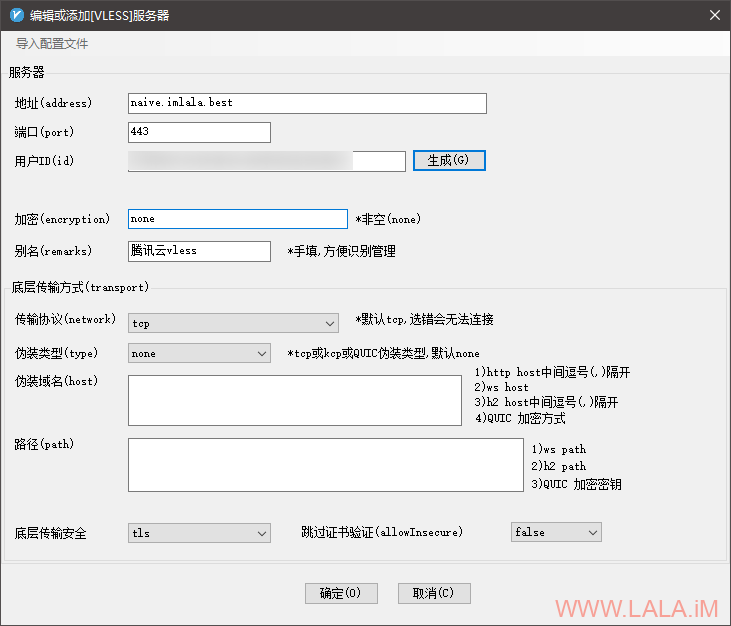 编辑或添加[VLESS]服务器
导入配置文件
服务器
地址(address) naive.imlala.best
端口(port) 443
用户ID(id) 生成(G)
加密(encryption) none *非空(none)
别名(remarks) 腾讯云vless *手填,方便识别管理
底层传输方式(transport)
传输协议(network) tcp *默认tcp,选错会无法连接
伪装类型(type) none *tcp或kcp或QUIC伪装类型,默认none
伪装域名(host)
1)http host中间逗号(,)隔开
2)ws host
3)h2 host中间逗号(,)隔开
4)QUIC 加密方式
路径(path)
1)ws path
2)h2 path
3)QUIC 加密密钥
底层传输安全 tls 跳过证书验证(allowInsecure) false
确定(O) 取消(C)
WWW.LALA.iM